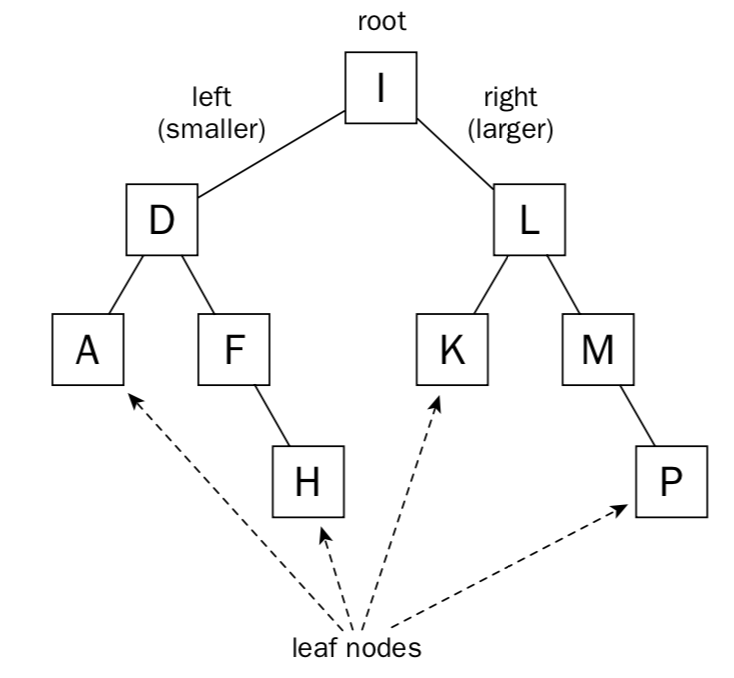 root
I
left
(smaller)
right
(larger)
D
L
A
F
K
M
H
P
leaf nodes